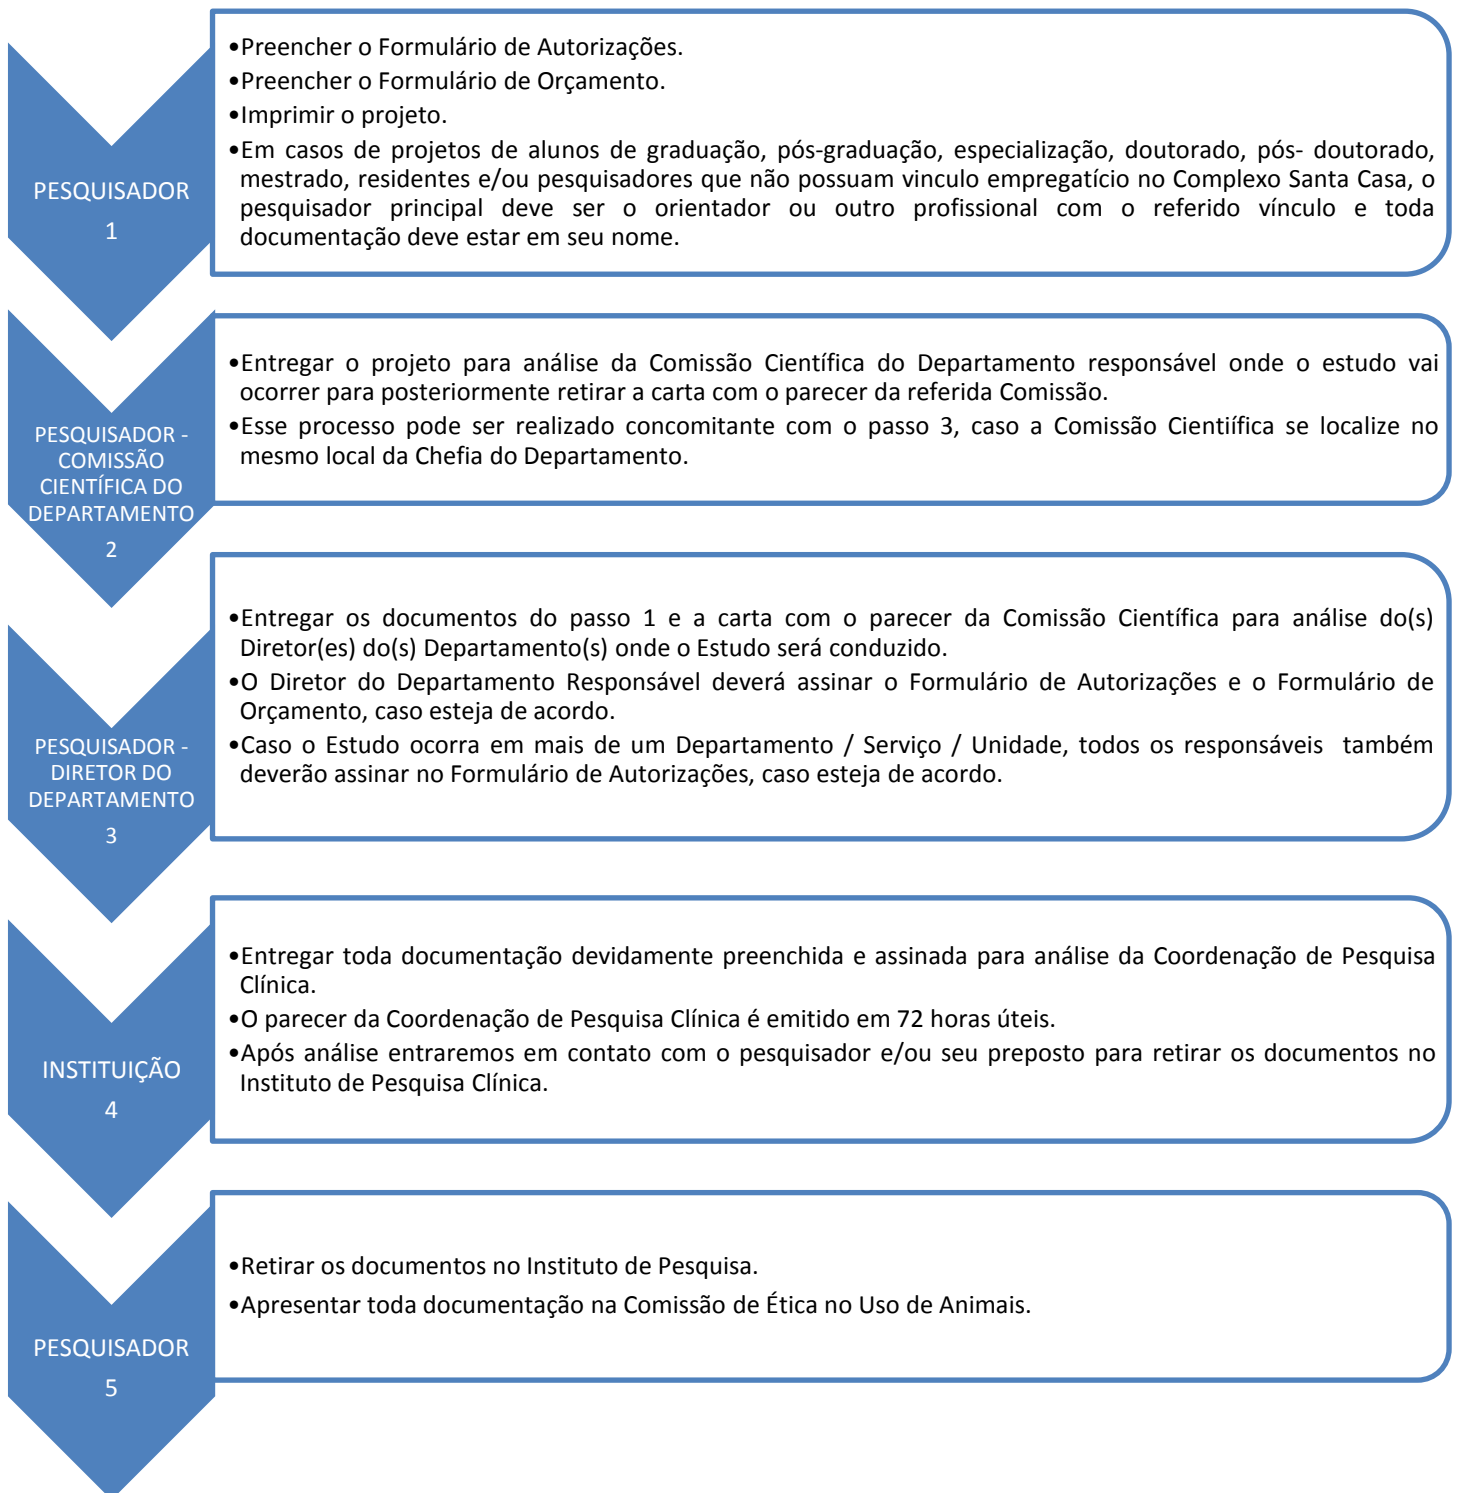 PESQUISADOR
1
•Preencher o Formulário de Autorizações.
•Preencher o Formulário de Orçamento.
•Imprimir o projeto.
•Em casos de projetos de alunos de graduação, pós-graduação, especialização, doutorado, pós- doutorado,
mestrado, residentes e/ou pesquisadores que não possuam vinculo empregatício no Complexo Santa Casa, o
pesquisador principal deve ser o orientador ou outro profissional com o referido vínculo e toda
documentação deve estar em seu nome.
PESQUISADOR -
COMISSÃO
CIENTÍFICA DO
DEPARTAMENTO
2
•Entregar o projeto para análise da Comissão Científica do Departamento responsável onde o estudo vai
ocorrer para posteriormente retirar a carta com o parecer da referida Comissão.
•Esse processo pode ser realizado concomitante com o passo 3, caso a Comissão Cientiífica se localize no
mesmo local da Chefia do Departamento.
PESQUISADOR -
DIRETOR DO
DEPARTAMENTO
3
•Entregar os documentos do passo 1 e a carta com o parecer da Comissão Científica para análise do(s)
Diretor(es) do(s) Departamento(s) onde o Estudo será conduzido.
•O Diretor do Departamento Responsável deverá assinar o Formulário de Autorizações e o Formulário de
Orçamento, caso esteja de acordo.
•Caso o Estudo ocorra em mais de um Departamento / Serviço / Unidade, todos os responsáveis também
deverão assinar no Formulário de Autorizações, caso esteja de acordo.
INSTITUIÇÃO
4
•Entregar toda documentação devidamente preenchida e assinada para análise da Coordenação de Pesquisa
Clínica.
•O parecer da Coordenação de Pesquisa Clínica é emitido em 72 horas úteis.
•Após análise entraremos em contato com o pesquisador e/ou seu preposto para retirar os documentos no
Instituto de Pesquisa Clínica.
PESQUISADOR
5
•Retirar os documentos no Instituto de Pesquisa.
•Apresentar toda documentação na Comissão de Ética no Uso de Animais.